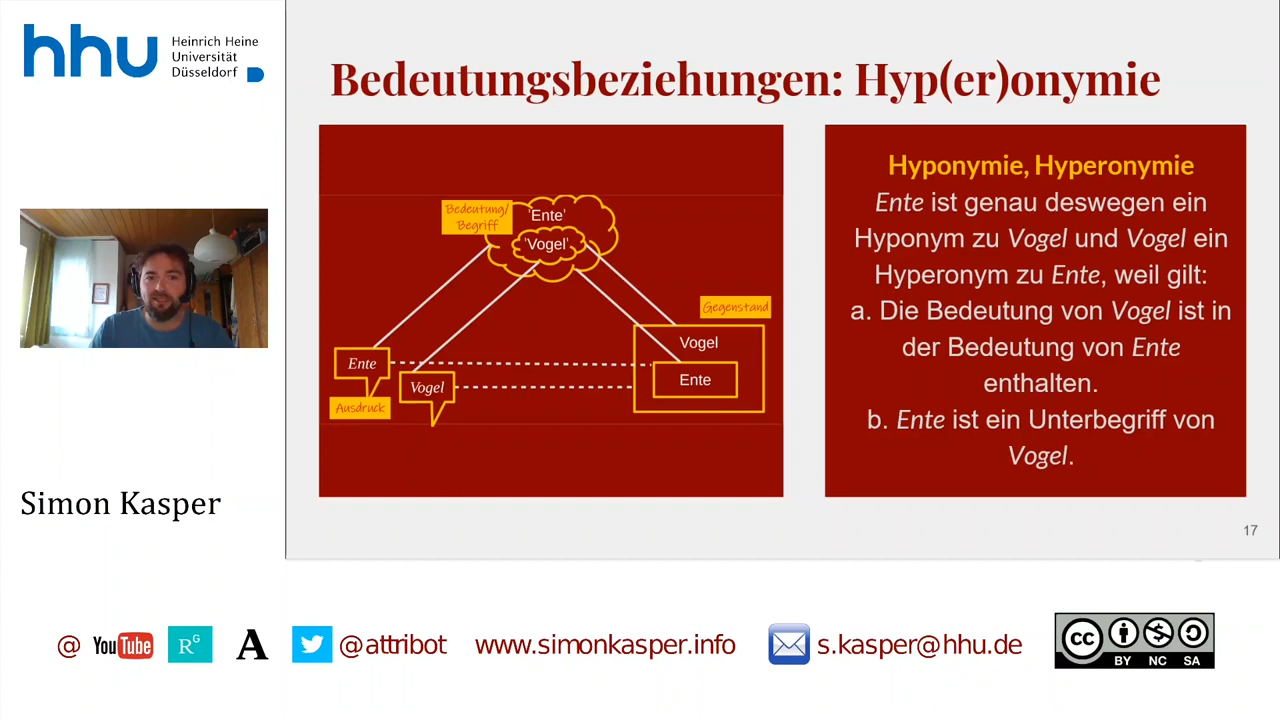 hhu
Heinrich Heine
Universität
Düsseldorf
Bedeutungsbeziehungen: Hyp(er)onymie
Bedeutung/
Begriff
'Ente'
'Vogel'
Gegenstand
Vogel
Ente
Ente
Vogel
Ausdruck
Hyponymie, Hyperonymie
Ente ist genau deswegen ein
Hyponym zu Vogel und Vogel ein
Hyperonym zu Ente, weil gilt:
a. Die Bedeutung von Vogel ist in
der Bedeutung von Ente
enthalten.
b. Ente ist ein Unterbegriff von
Vogel.
Simon Kasper
17
@ YouTube RG A @attribot www.simonkasper.info s.kasper@hhu.de
cc BY NC SA